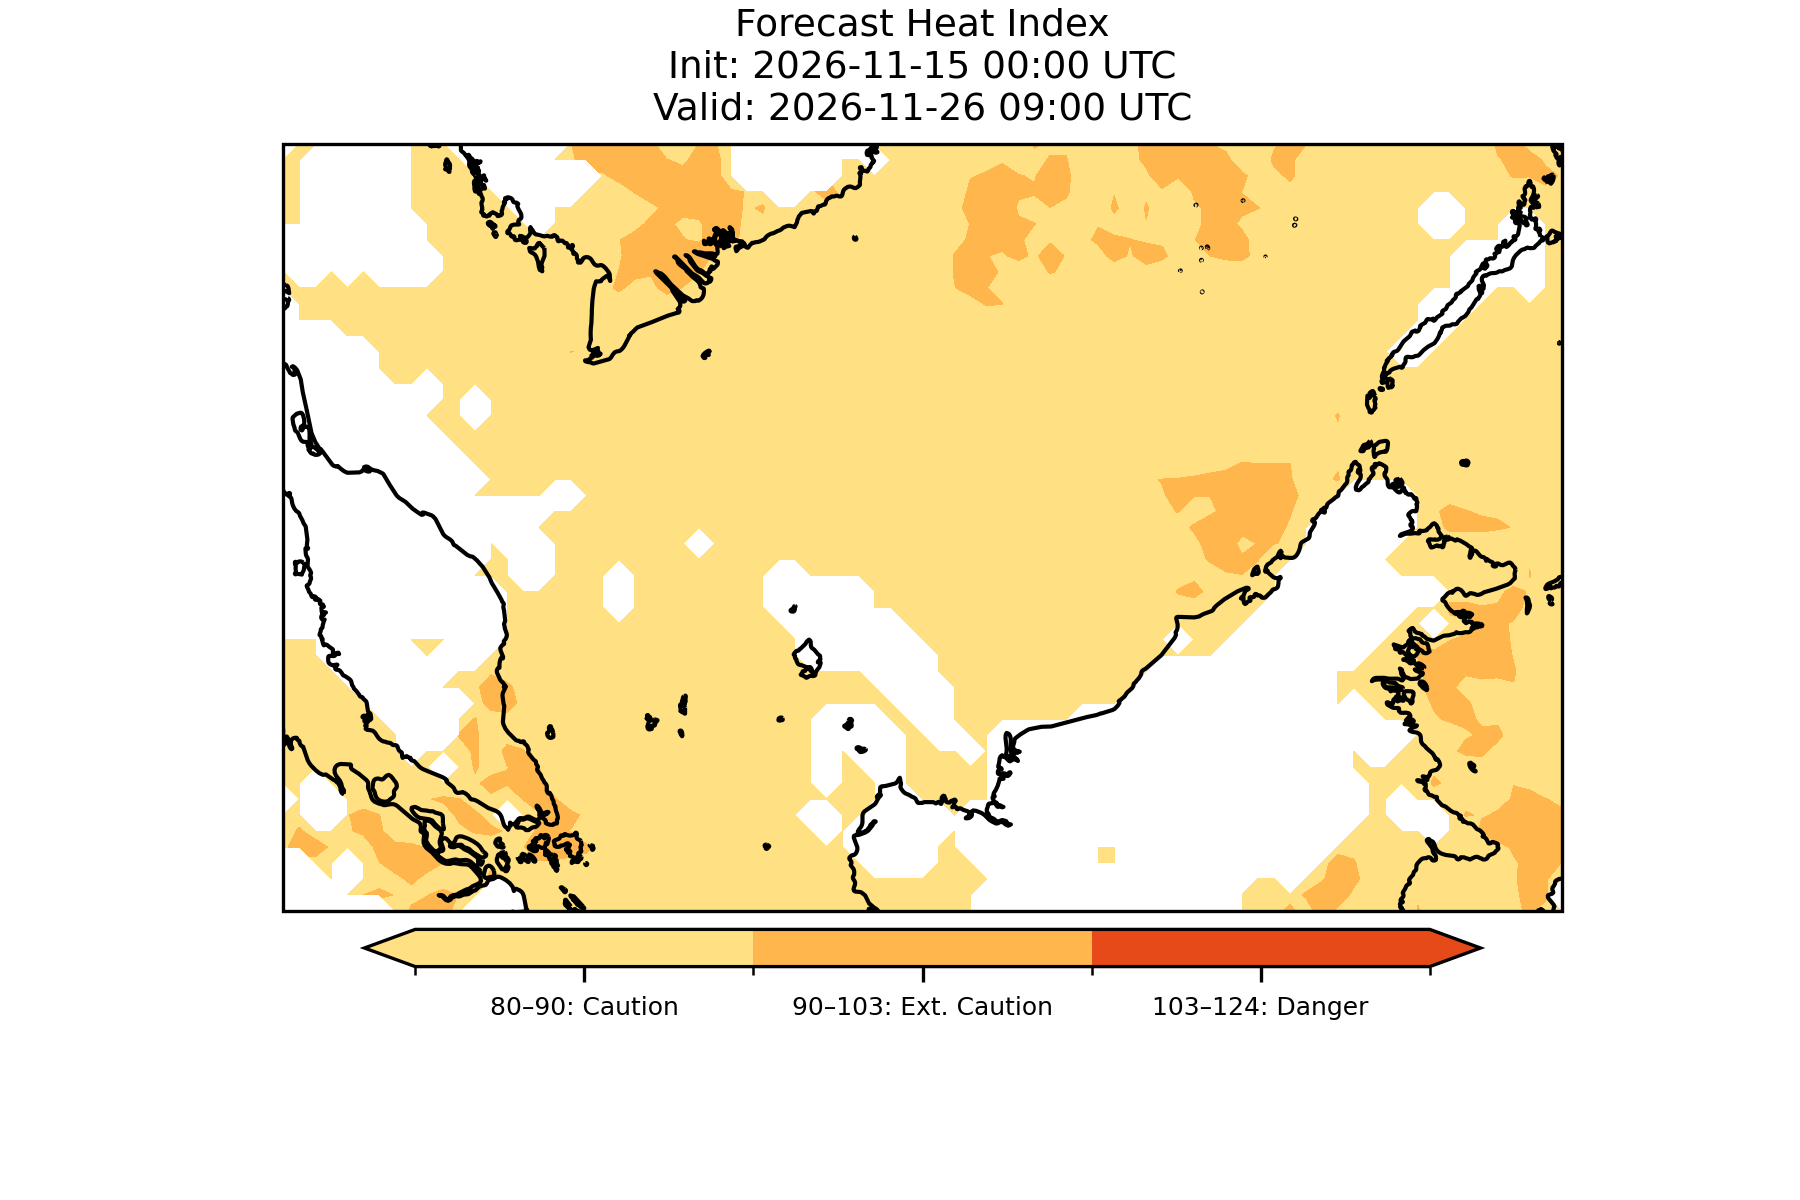 Forecast Heat Index
Init: 2026-11-15 00:00 UTC
Valid: 2026-11-26 09:00 UTC
80–90: Caution
90–103: Ext. Caution
103–124: Danger